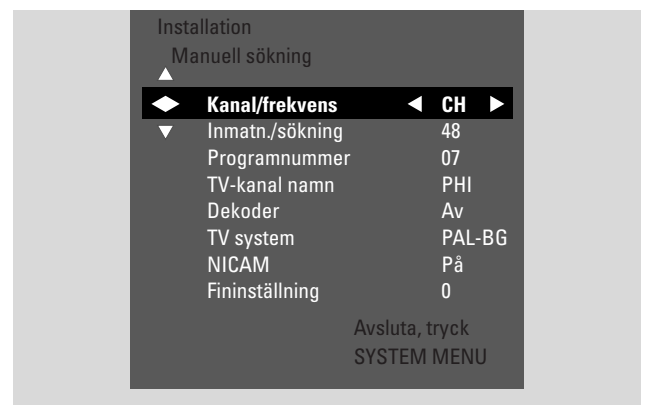 Installation
Manuell sökning
Kanal/frekvens ◀ CH ▶
Inmatn./sökning 48
Programnummer 07
TV-kanal namn PHI
Dekoder Av
TV system PAL-BG
NICAM På
Fininställning 0
Avsluta, tryck
SYSTEM MENU